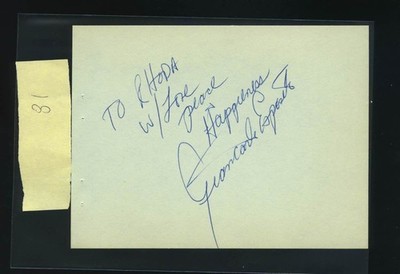 81
TO RHODA
W/ Love
Peace
Happiness
Giancarlo Esposito